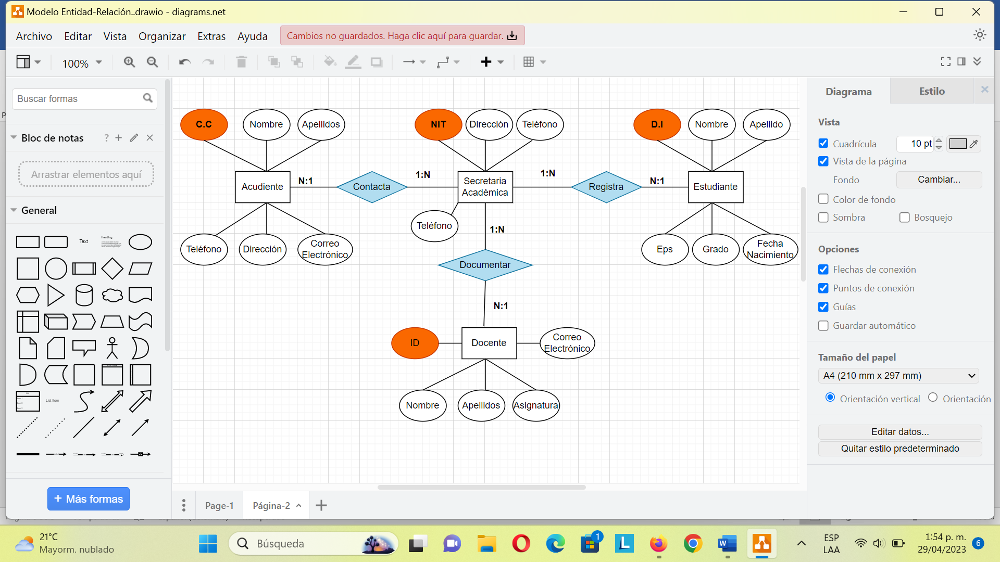 Modelo Entidad-Relación..drawio - diagrams.net
Archivo Editar Vista Organizar Extras Ayuda Cambios no guardados. Haga clic aquí para guardar.
100%
Buscar formas
Bloc de notas ?
Arrastrar elementos aquí
General
Text
Heading
List Item
+ Más formas
C.C Nombre Apellidos NIT Dirección Teléfono D.I Nombre Apellido
Acudiente N:1 Contacta 1:N Secretaria
Académica 1:N Registra N:1 Estudiante
Teléfono Dirección Correo
Electrónico
Teléfono
1:N
Eps Grado Fecha
Nacimiento
Documentar
N:1
ID Docente Correo
Electrónico
Nombre Apellidos Asignatura
Page-1 Página-2
Diagrama Estilo
Vista
Cuadrícula 10 pt
Vista de la página
Fondo Cambiar...
Color de fondo
Sombra Bosquejo
Opciones
Flechas de conexión
Puntos de conexión
Guías
Guardar automático
Tamaño del papel
A4 (210 mm x 297 mm)
Orientación vertical Orientación
Editar datos...
Quitar estilo predeterminado
21°C
Mayorm. nublado
Búsqueda
1
ESP
LAA
1:54 p. m.
29/04/2023
6